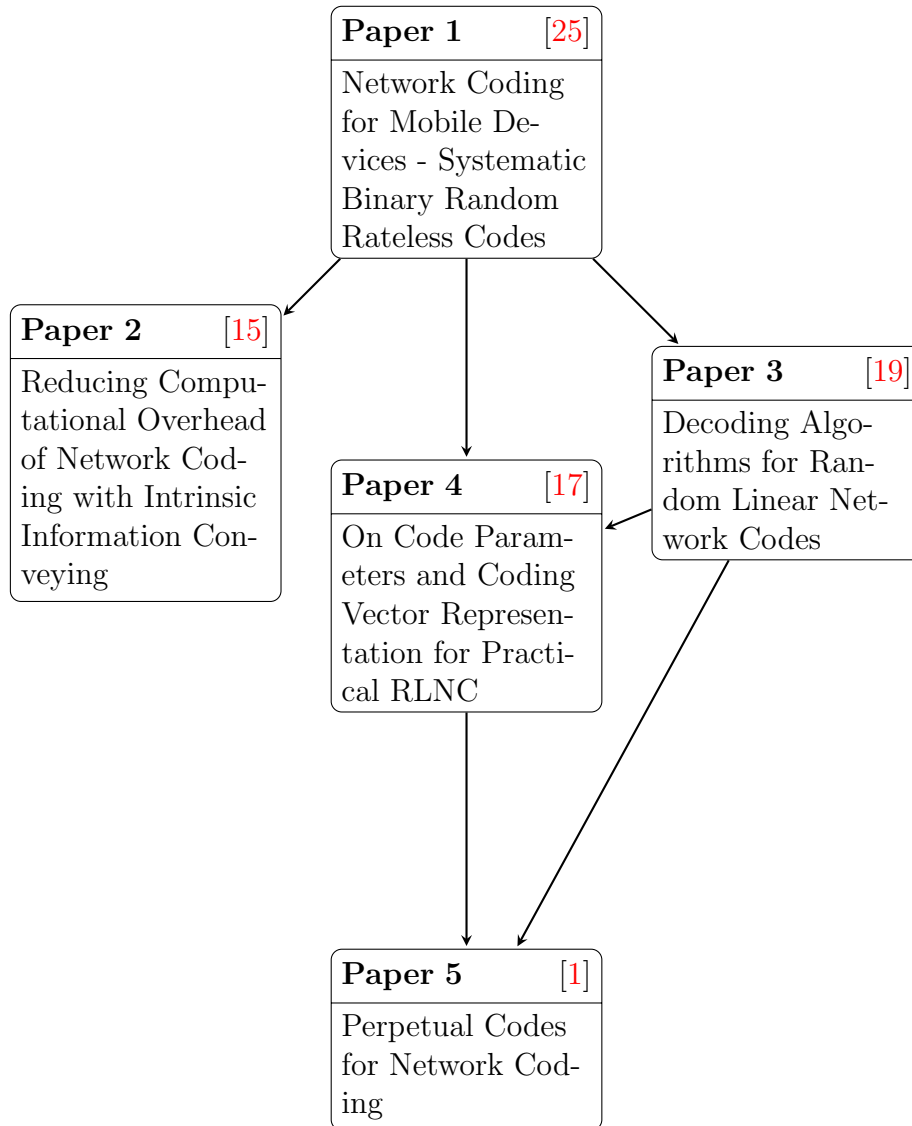 Paper 1 [25]
Network Coding
for Mobile De-
vices - Systematic
Binary Random
Rateless Codes
Paper 2 [15]
Reducing Compu-
tational Overhead
of Network Cod-
ing with Intrinsic
Information Con-
veying
Paper 3 [19]
Decoding Algo-
rithms for Ran-
dom Linear Net-
work Codes
Paper 4 [17]
On Code Param-
eters and Coding
Vector Represen-
tation for Practi-
cal RLNC
Paper 5 [1]
Perpetual Codes
for Network Cod-
ing